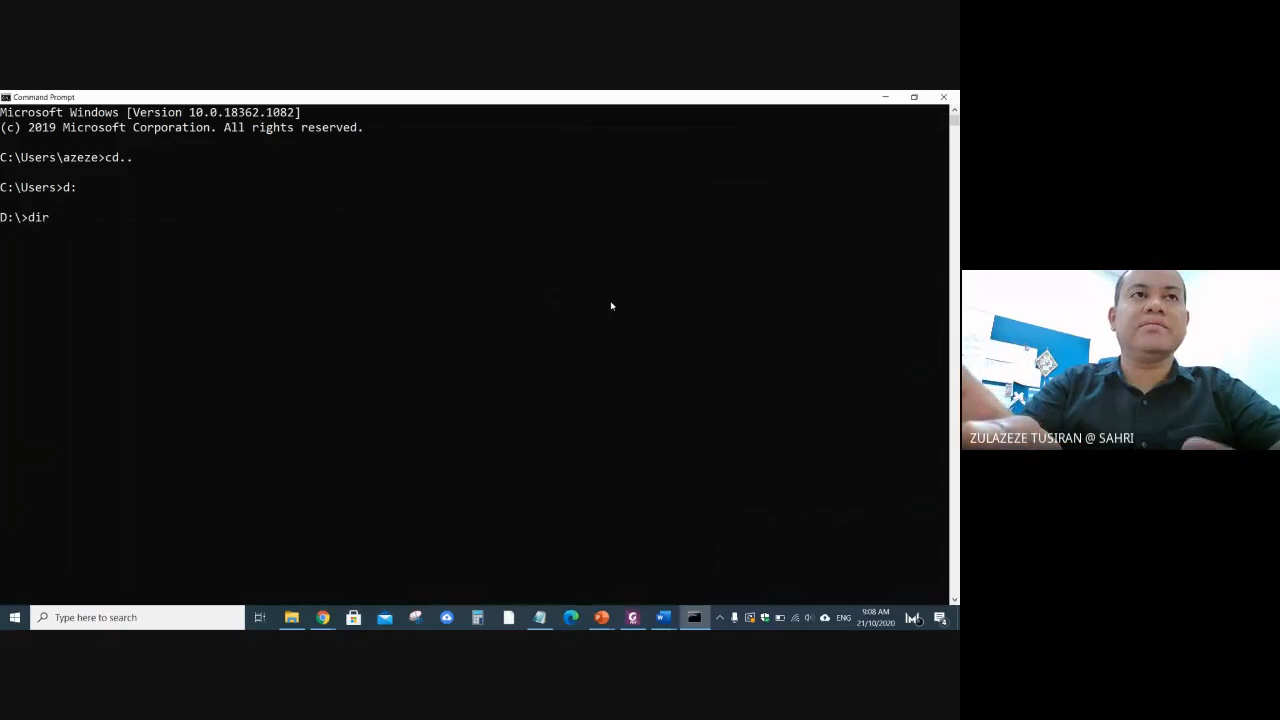 Command Prompt
Microsoft Windows [Version 10.0.18362.1082]
(c) 2019 Microsoft Corporation. All rights reserved.
C:\Users\azeze>cd..
C:\Users>d:
D:\>dir
ZULAZEZE TUSIRAN @ SAHRI
Type here to search
ENG
9:08 AM
21/10/2020